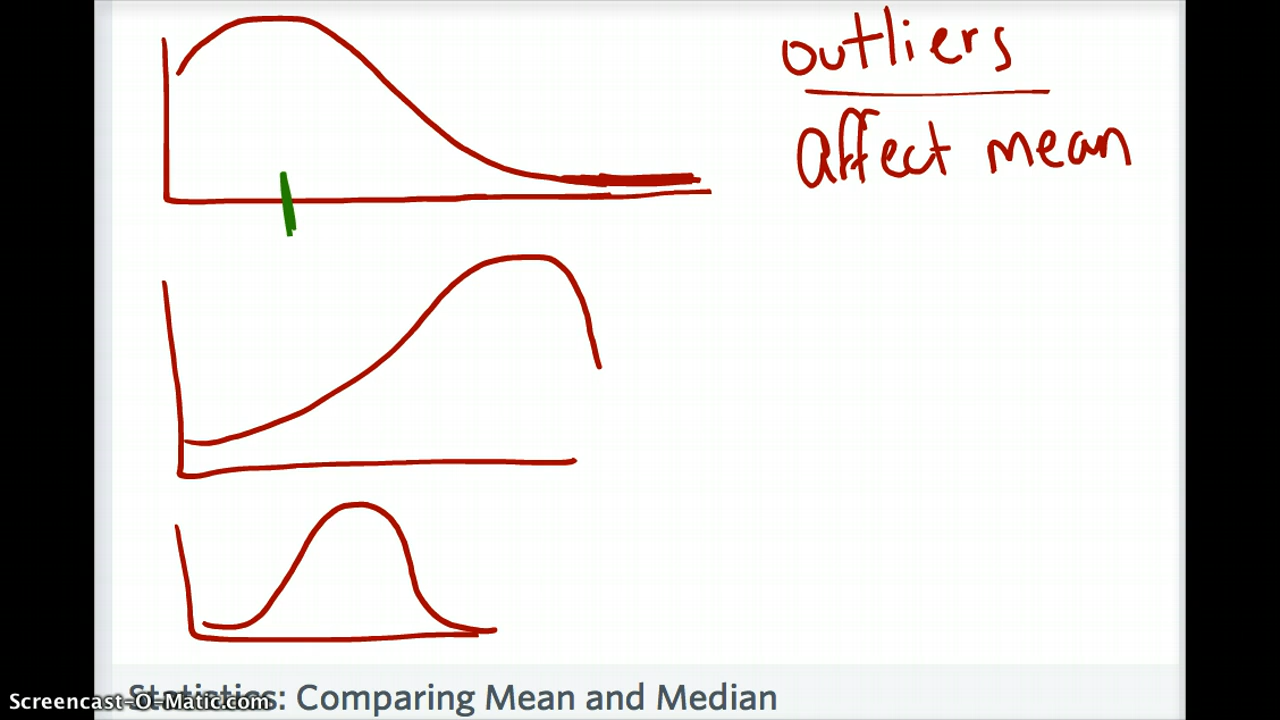 outliers
affect mean
Statistics: Comparing Mean and Median
Screencast-O-Matic.com